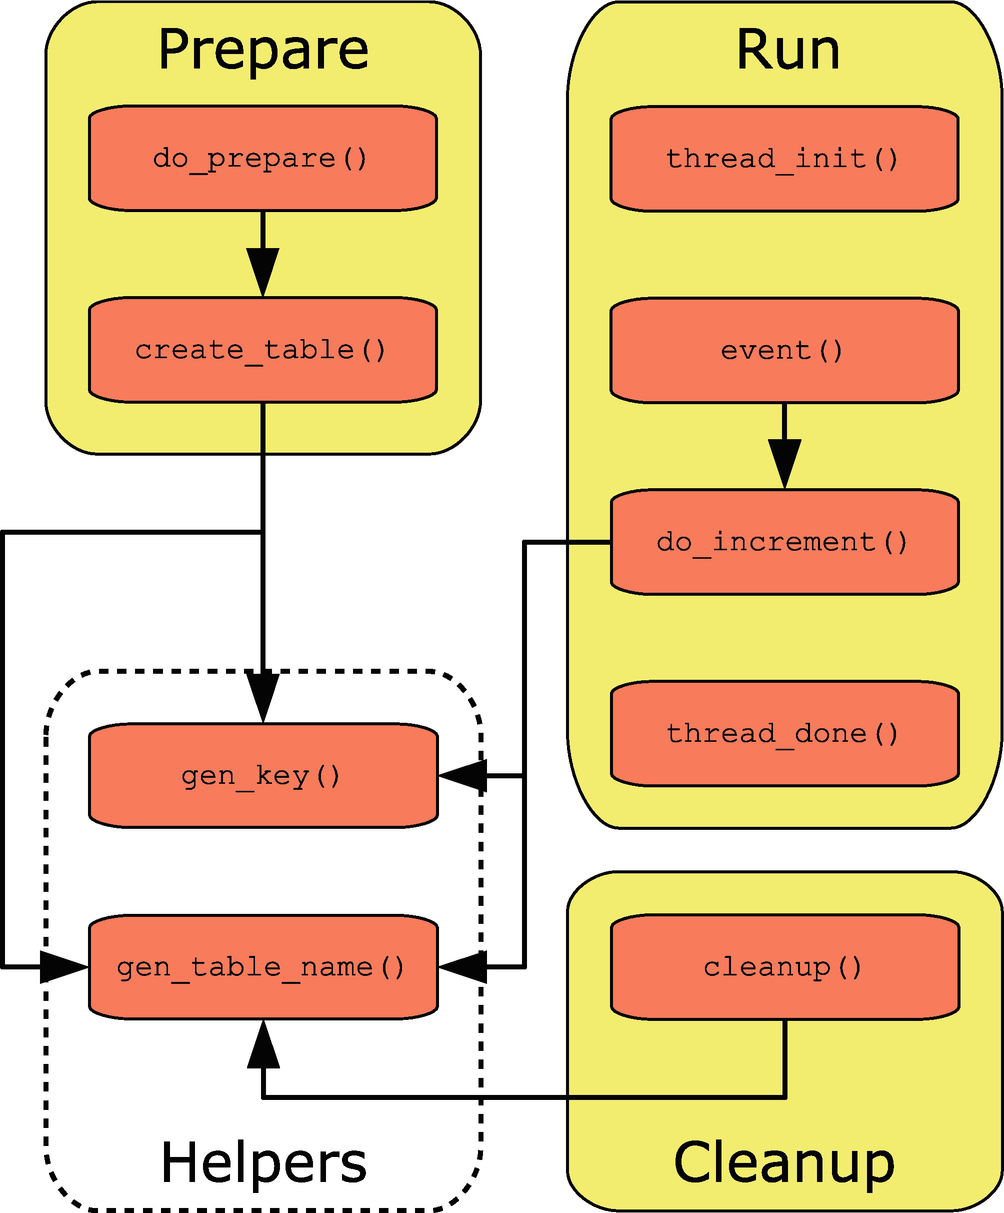 Prepare
do_prepare()
create_table()
Run
thread_init()
event()
do_increment()
thread_done()
gen_key()
gen_table_name()
Helpers
cleanup()
Cleanup